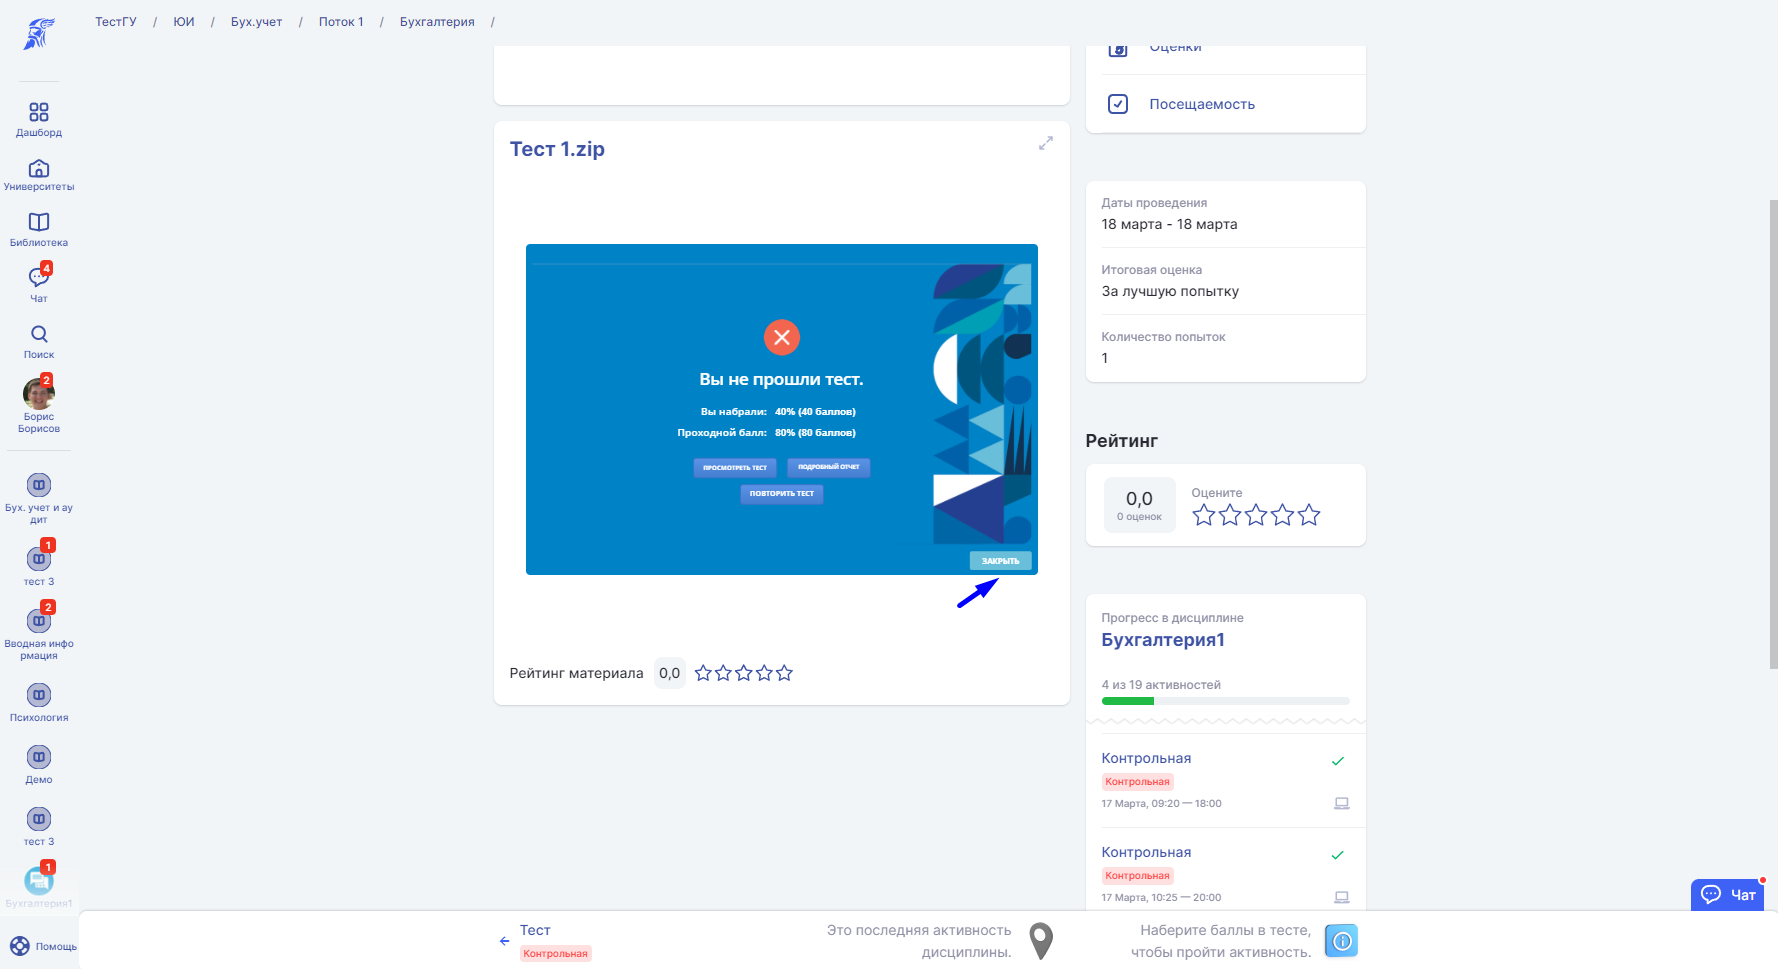 ТестГУ / ЮИ / Бух.учет / Поток 1 / Бухгалтерия /
Дашборд
Университеты
Библиотека
4
Чат
Поиск
2
Борис
Борисов
Бух. учет и ау
дит
1
тест 3
2
Вводная инфо
рмация
Психология
Демо
тест 3
1
Бухгалтерия1
Помощь
Тест 1.zip
Вы не прошли тест.
Вы набрали: 40% (40 баллов)
Проходной балл: 80% (80 баллов)
ПРОСМОТРЕТЬ ТЕСТ
ПОДРОБНЫЙ ОТЧЕТ
ПОВТОРИТЬ ТЕСТ
ЗАКРЫТЬ
Рейтинг материала 0,0
Оценки
Посещаемость
Даты проведения
18 марта - 18 марта
Итоговая оценка
За лучшую попытку
Количество попыток
1
Рейтинг
0,0
0 оценок
Оцените
Прогресс в дисциплине
Бухгалтерия1
4 из 19 активностей
Контрольная
Контрольная
17 Марта, 09:20 — 18:00
Контрольная
Контрольная
17 Марта, 10:25 — 20:00
Чат
Тест
Контрольная
Это последняя активность
дисциплины.
Наберите баллы в тесте,
чтобы пройти активность.